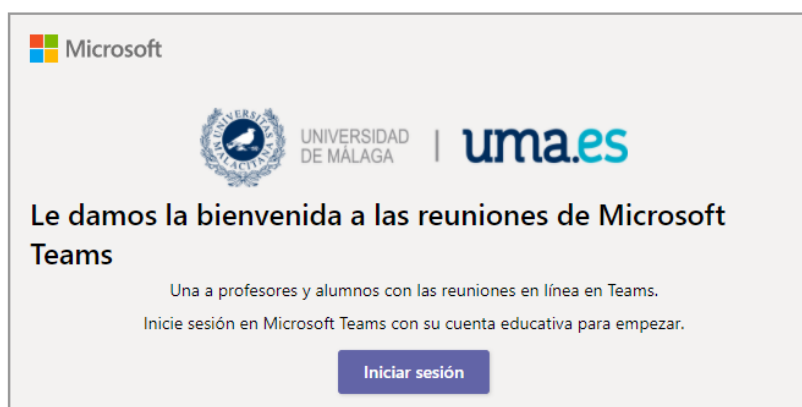 Microsoft
UNIVERSITAS
MALACITANA
UNIVERSIDAD
DE MÁLAGA
uma.es
Le damos la bienvenida a las reuniones de Microsoft
Teams
Una a profesores y alumnos con las reuniones en línea en Teams.
Inicie sesión en Microsoft Teams con su cuenta educativa para empezar.
Iniciar sesión